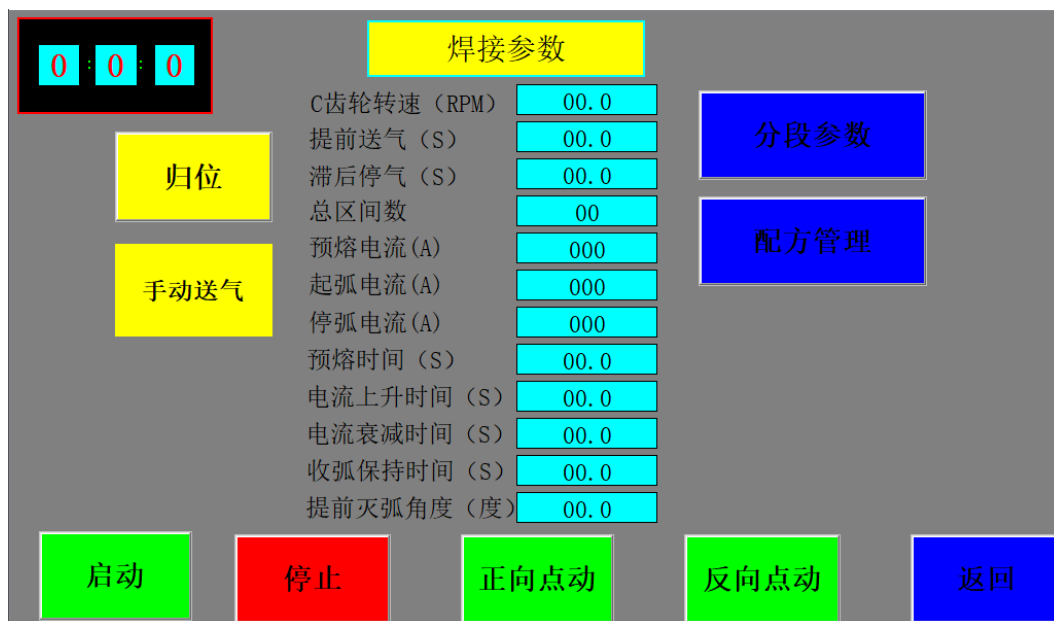 0:0:0
焊接参数
C齿轮转速（RPM） 00.0
提前送气（S） 00.0
滞后停气（S） 00.0
总区间数 00
预熔电流(A) 000
起弧电流(A) 000
停弧电流(A) 000
预熔时间（S） 00.0
电流上升时间（S） 00.0
电流衰减时间（S） 00.0
收弧保持时间（S） 00.0
提前灭弧角度（度） 00.0
归位
手动送气
分段参数
配方管理
启动
停止
正向点动
反向点动
返回